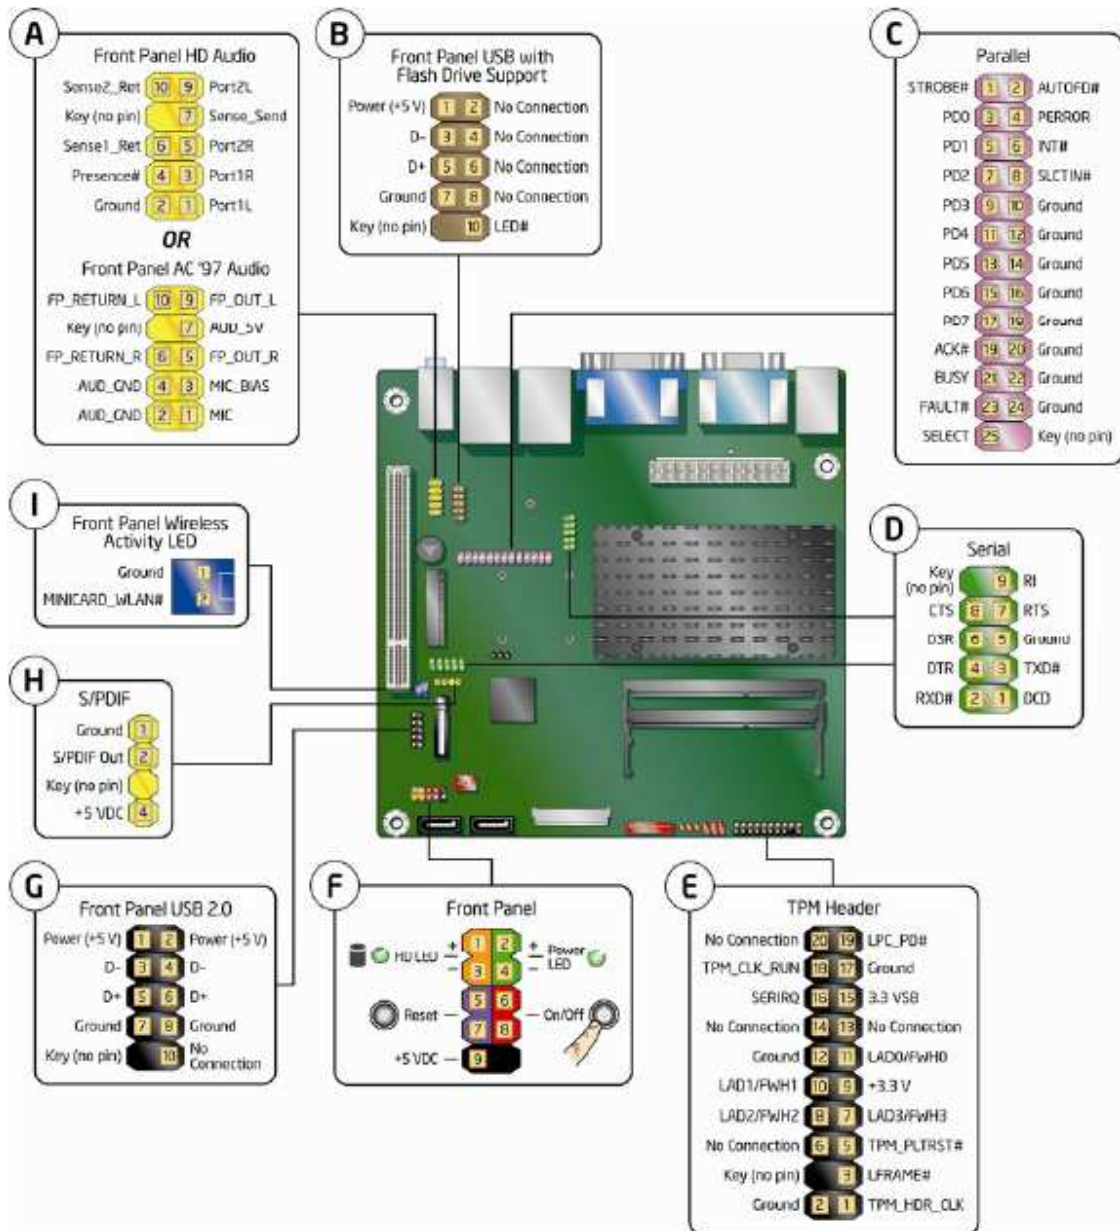 A
Front Panel HD Audio
Sense2_Ret 10 9 Port2L
Key (no pin) 7 Sense_Send
Sense1_Ret 6 5 Port2R
Presence# 4 3 Port1R
Ground 2 1 Port1L
OR
Front Panel AC '97 Audio
FP_RETURN_L 10 9 FP_OUT_L
Key (no pin) 7 AUD_5V
FP_RETURN_R 6 5 FP_OUT_R
AUD_GND 4 3 MIC_BIAS
AUD_GND 2 1 MIC
B
Front Panel USB with
Flash Drive Support
Power (+5 V) 1 2 No Connection
D- 3 4 No Connection
D+ 5 6 No Connection
Ground 7 8 No Connection
Key (no pin) 10 LED#
C
Parallel
STROBE# 1 2 AUTOFD#
PD0 3 4 PERROR
PD1 5 6 INT#
PD2 7 8 SLCTIN#
PD3 9 10 Ground
PD4 11 12 Ground
PD5 13 14 Ground
PD6 15 16 Ground
PD7 17 Ground
ACK# 19 20 Ground
BUSY 21 22 Ground
FAULT# 23 24 Ground
SELECT 25 Key (no pin)
I
Front Panel Wireless
Activity LED
Ground 1
MINICARD_WLAN# 2
D
Serial
Key
(no pin) 9 RI
CTS 8 7 RTS
DSR 6 5 Ground
DTR 4 3 TXD#
RXD# 2 1 DCD
H
S/PDIF
Ground 1
S/PDIF Out 2
Key (no pin)
+5 VDC 4
G
Front Panel USB 2.0
Power (+5 V) 1 2 Power (+5 V)
D- 3 4 D-
D+ 5 6 D+
Ground 7 8 Ground
Key (no pin) 10 No
Connection
F
Front Panel
HD LED + 1 2 + Power
- 3 4 - LED
Reset 5 6 On/Off
7 8
+5 VDC 9
E
TPM Header
No Connection 20 19 LPC_PD#
TPM_CLK_RUN 18 17 Ground
SERIRQ 16 15 3.3 VSB
No Connection 14 13 No Connection
Ground 12 11 LAD0/FWH0
LAD1/FWH1 10 9 +3.3 V
LAD2/FWH2 8 7 LAD3/FWH3
No Connection 6 5 TPM_PLTRST#
Key (no pin) 3 LFRAME#
Ground 2 1 TPM_HDR_CLK